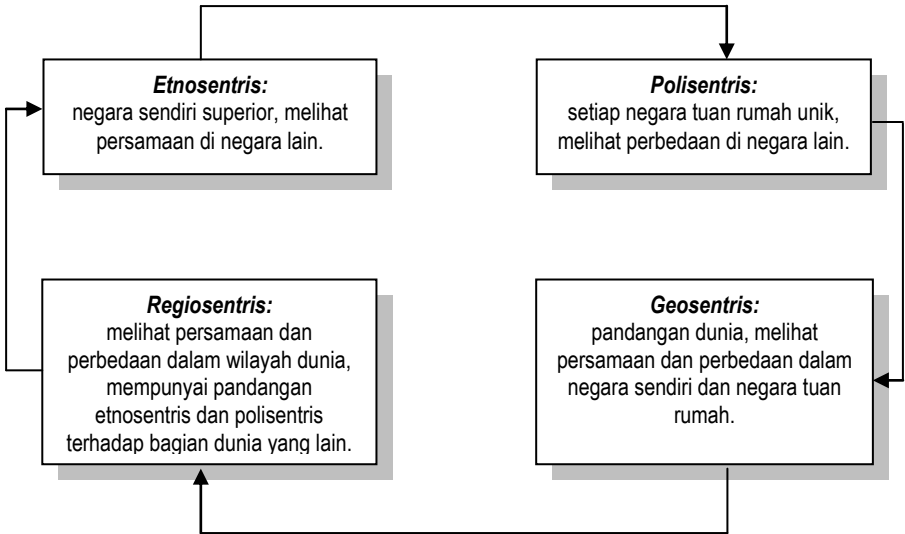 Etnosentris:
negara sendiri superior, melihat
persamaan di negara lain.
Polisentris:
setiap negara tuan rumah unik,
melihat perbedaan di negara lain.
Regiosentris:
melihat persamaan dan
perbedaan dalam wilayah dunia,
mempunyai pandangan
etnosentris dan polisentris
terhadap bagian dunia yang lain.
Geosentris:
pandangan dunia, melihat
persamaan dan perbedaan dalam
negara sendiri dan negara tuan
rumah.